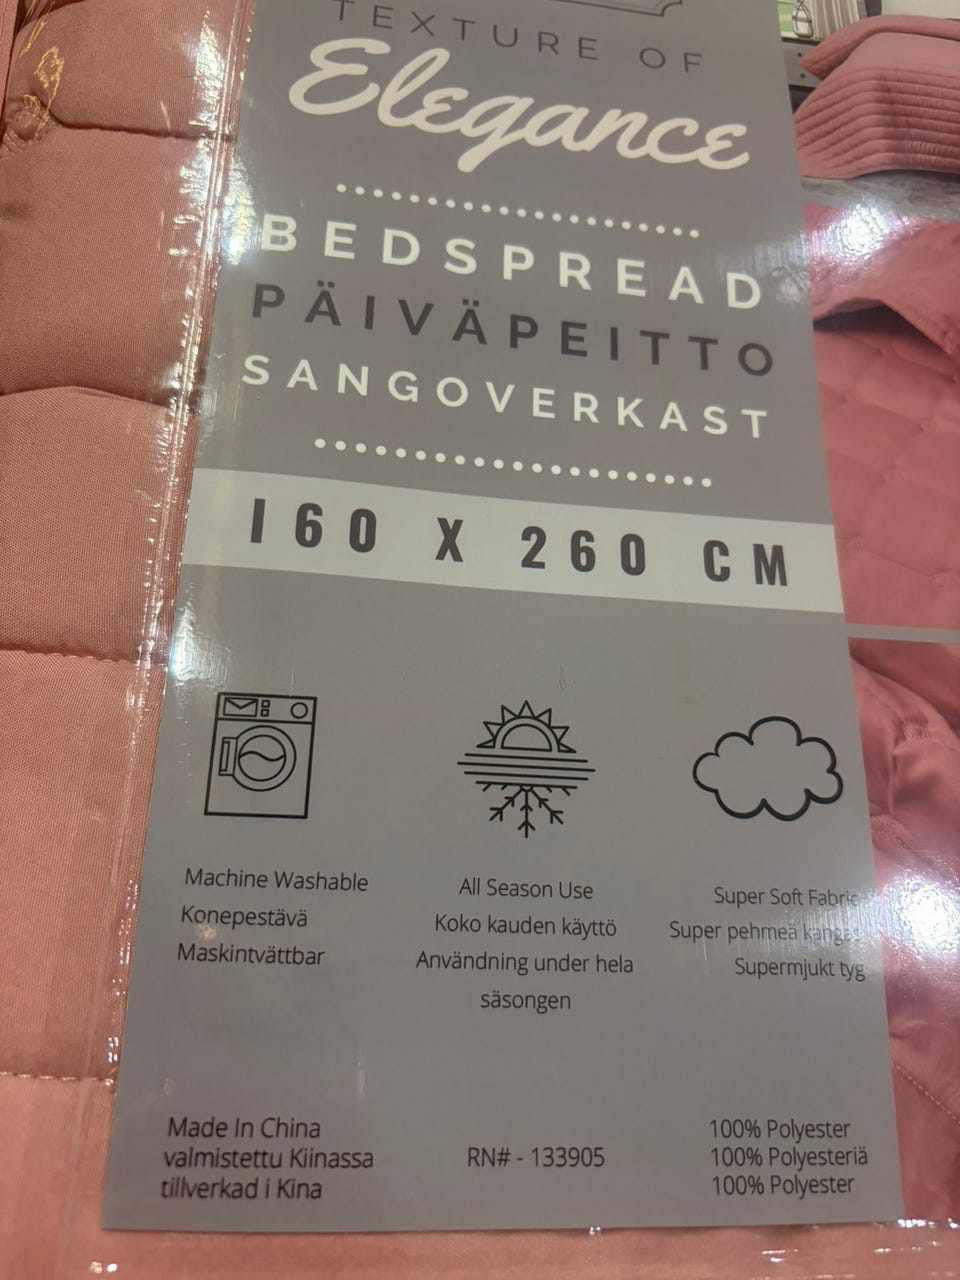 TEXTURE OF
Elegance
BEDSPREAD
PÄIVÄPEITTO
SANGOVERKAST
160 X 260 CM
Machine Washable
Konepestävä
Maskintvättbar
All Season Use
Koko kauden käyttö
Användning under hela
säsongen
Super Soft Fabric
Super pehmeä kangas
Supermjukt tyg
Made In China
valmistettu Kiinassa
tillverkad i Kina
RN# - 133905
100% Polyester
100% Polyesteriä
100% Polyester